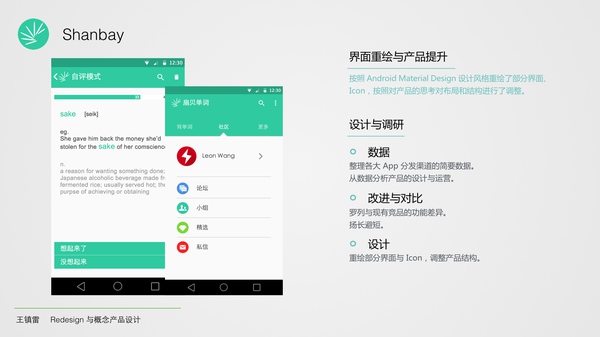 Shanbay
12:30
自评模式
sake [seik]
eg.
She gave him back the money she'd
stolen for the sake of her comscience
n.
a reason for wanting something done;
Japanese alcoholic beverage made from
fermented rice; usually served hot; the
purpse of achieving or obtaining
想起来了
没想起来
12:30
扇贝单词
背单词 社区 更多
Lean Wang
论坛
小组
精选
私信
界面重绘与产品提升
按照 Android Material Design 设计风格重绘了部分界面、
Icon，按照对产品的思考对布局和结构进行了调整。
设计与调研
数据
整理各大 App 分发渠道的简要数据。
从数据分析产品的设计与运营。
改进与对比
罗列与现有竞品的功能差异。
扬长避短。
设计
重绘部分界面与 Icon，调整产品结构。
王镇雷 Redesign 与概念产品设计